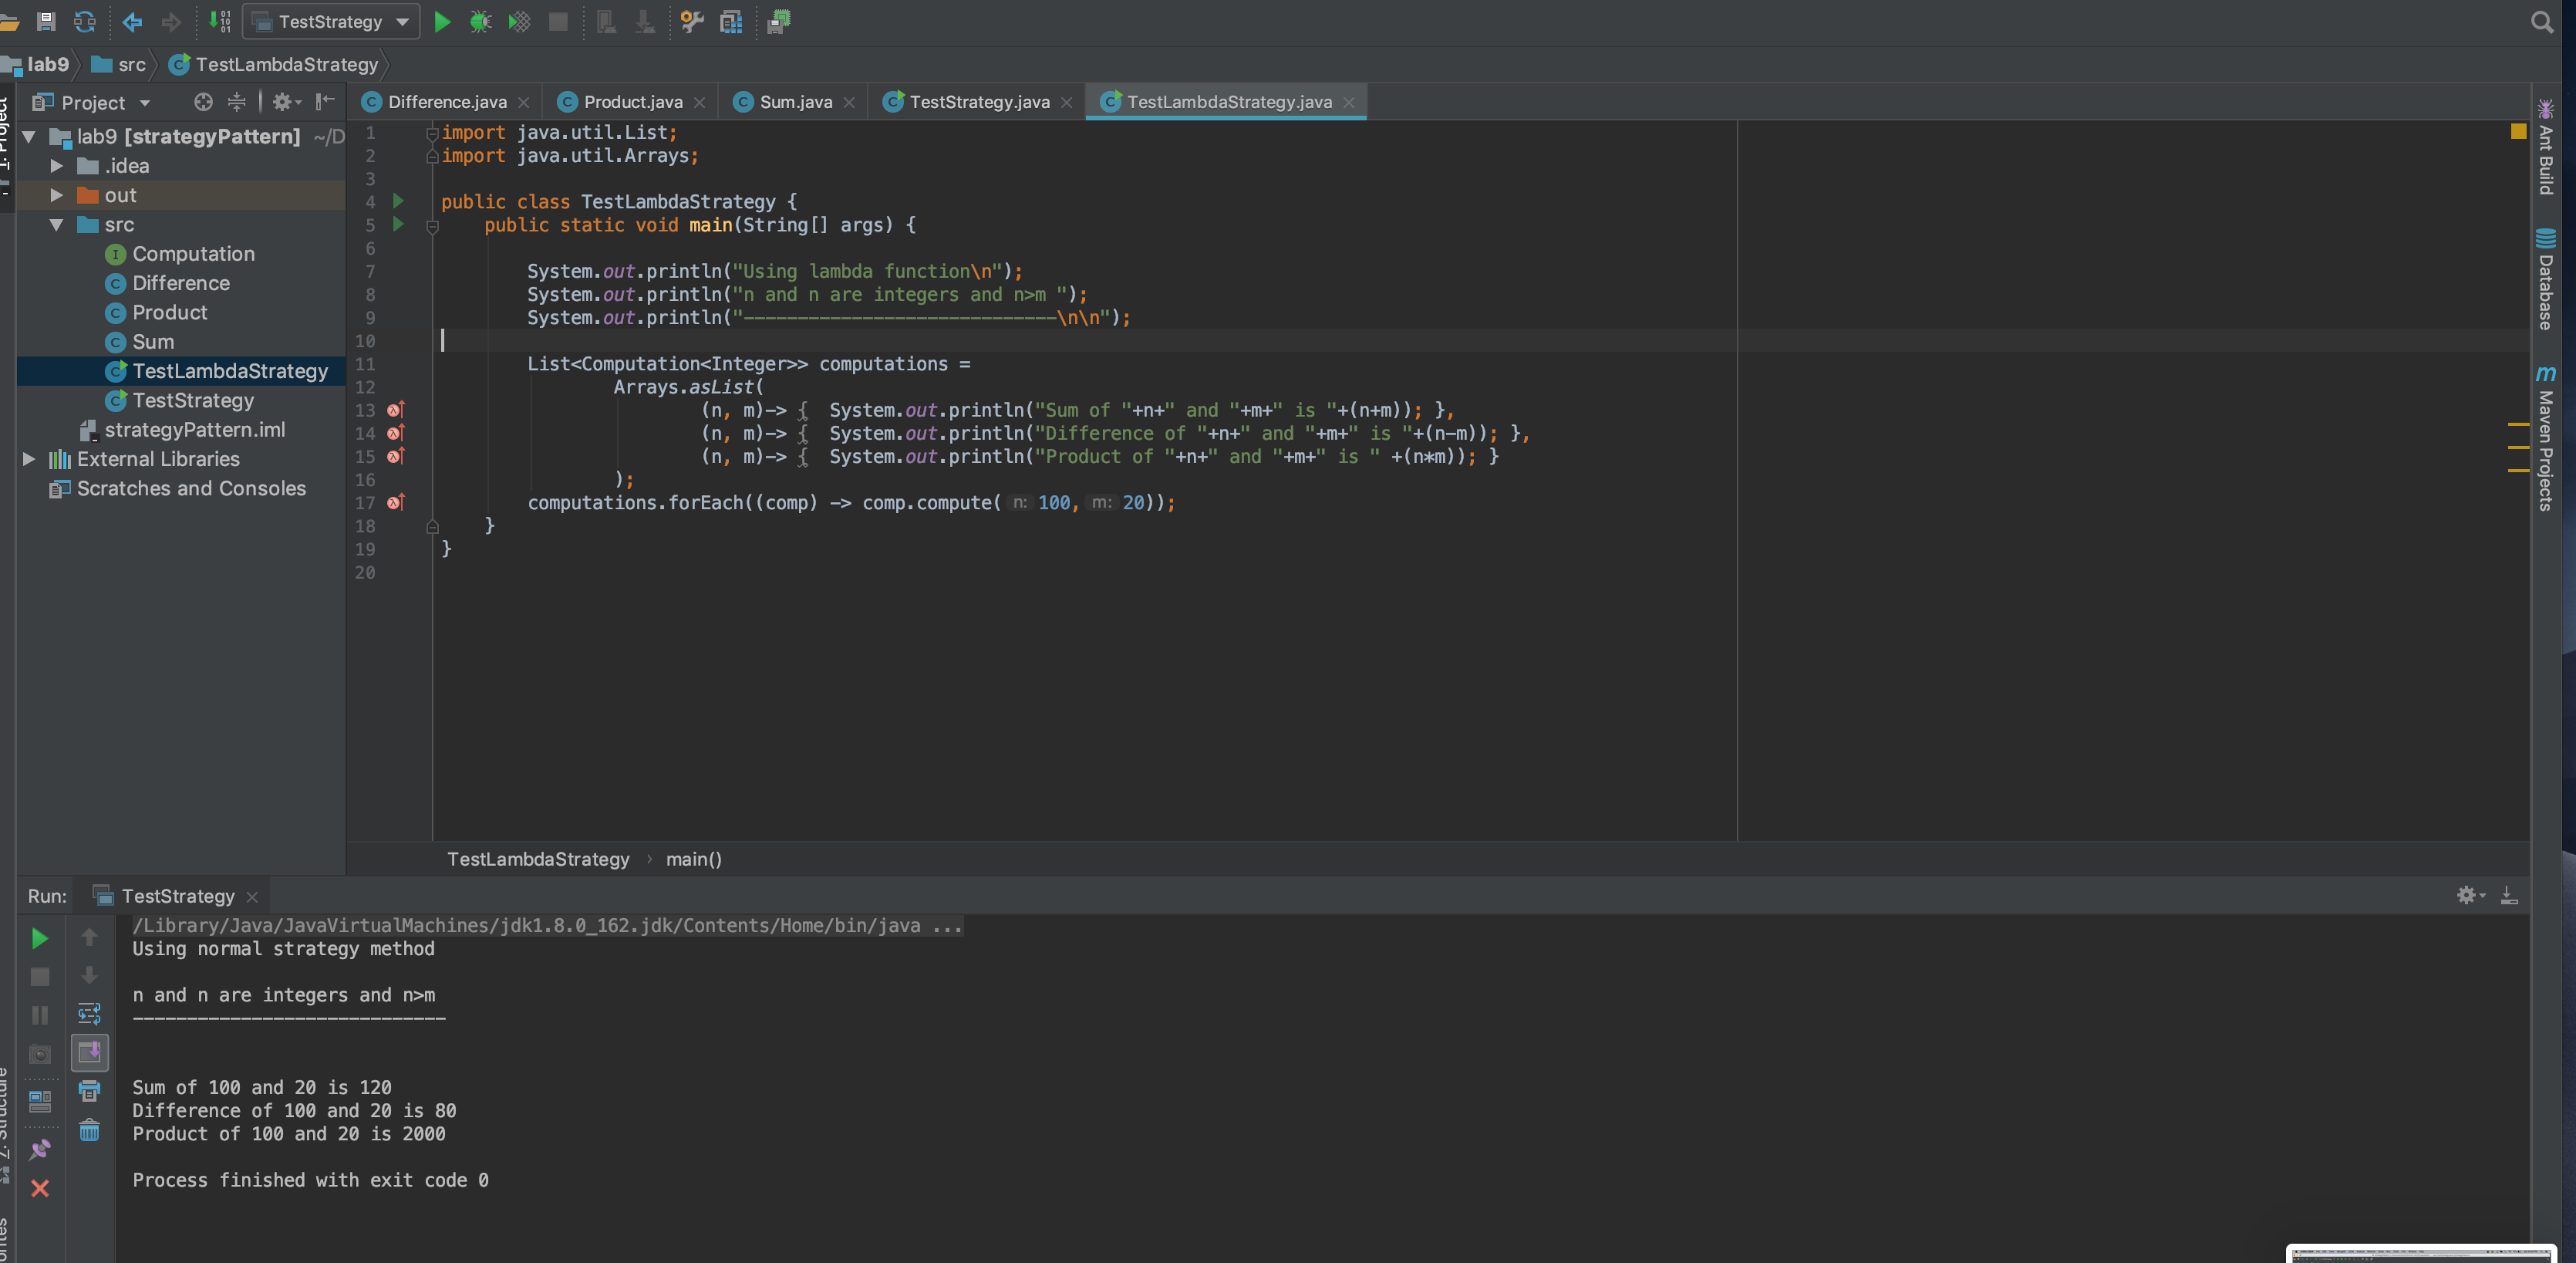 TestStrategy
lab9 src TestLambdaStrategy
1: Project
Project
Difference.java Product.java Sum.java TestStrategy.java TestLambdaStrategy.java
lab9 [strategyPattern] ~/D
.idea
out
src
Computation
Difference
Product
Sum
TestLambdaStrategy
TestStrategy
strategyPattern.iml
External Libraries
Scratches and Consoles
1 import java.util.List;
2 import java.util.Arrays;
3
4 public class TestLambdaStrategy {
5 public static void main(String[] args) {
6
7 System.out.println("Using lambda function\n");
8 System.out.println("n and n are integers and n>m ");
9 System.out.println("-----------------------------\n\n");
10
11 List<Computation<Integer>> computations =
12 Arrays.asList(
13 (n, m)-> { System.out.println("Sum of "+n+" and "+m+" is "+(n+m)); },
14 (n, m)-> { System.out.println("Difference of "+n+" and "+m+" is "+(n-m)); },
15 (n, m)-> { System.out.println("Product of "+n+" and "+m+" is " +(n*m)); }
16 );
17 computations.forEach((comp) -> comp.compute( n: 100, m: 20));
18 }
19 }
20
TestLambdaStrategy › main()
Ant Build
Database
m Maven Projects
Run: TestStrategy
/Library/Java/JavaVirtualMachines/jdk1.8.0_162.jdk/Contents/Home/bin/java ...
Using normal strategy method
n and n are integers and n>m
-----------------------------
Sum of 100 and 20 is 120
Difference of 100 and 20 is 80
Product of 100 and 20 is 2000
Process finished with exit code 0
Structure